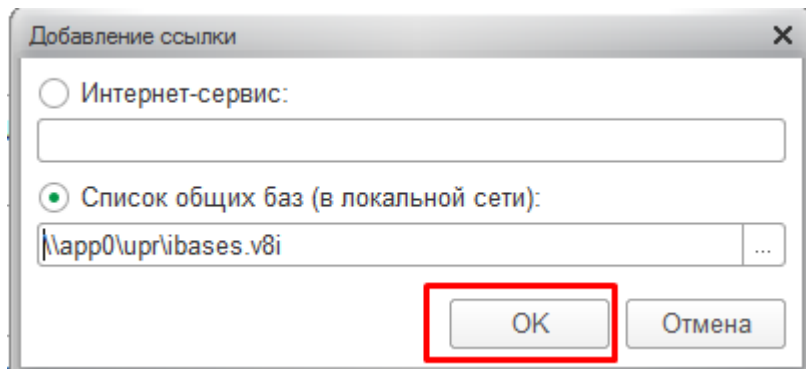 Добавление ссылки
Интернет-сервис:
Список общих баз (в локальной сети):
\\app0\upr\ibases.v8i ...
OK Отмена